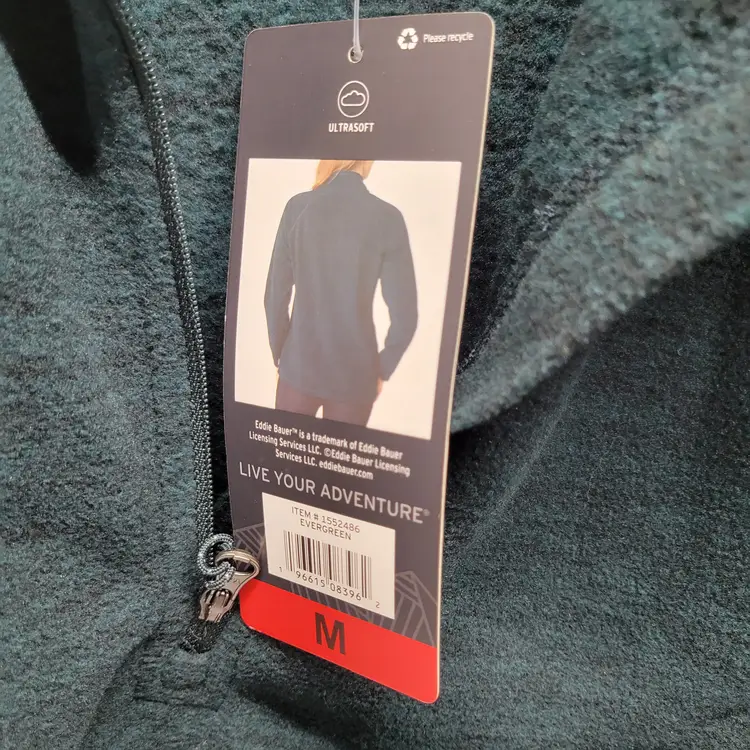 Please recycle
ULTRASOFT
Eddie Bauer™ is a trademark of Eddie Bauer
Licensing Services LLC. ©Eddie Bauer Licensing
Services LLC. eddiebauer.com
LIVE YOUR ADVENTURE®
ITEM # 1552486
EVERGREEN
1 96615 08396 2
M